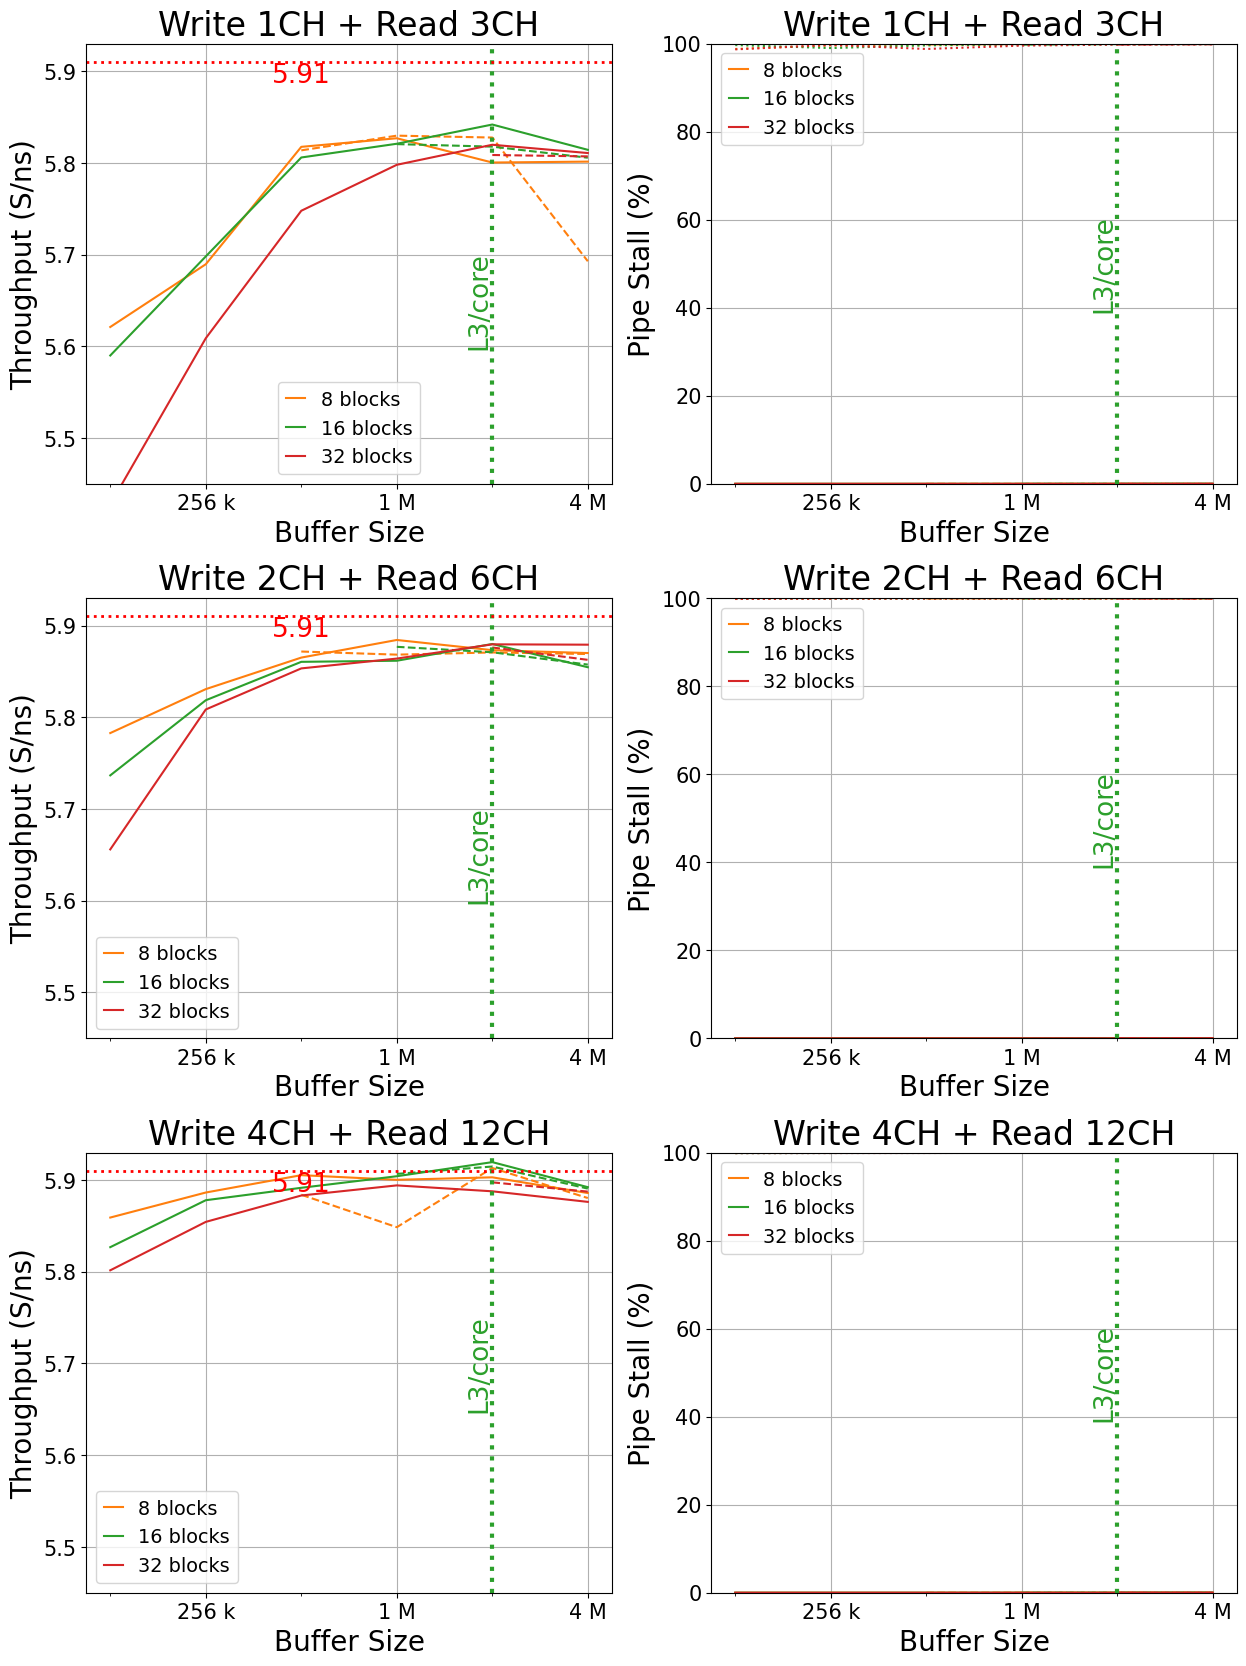 Write 1CH + Read 3CH
5.9
5.8
5.7
5.6
5.5
Throughput (S/ns)
5.91
L3/core
8 blocks
16 blocks
32 blocks
256 k
1 M
4 M
Buffer Size
Write 1CH + Read 3CH
100
80
60
40
20
0
Pipe Stall (%)
8 blocks
16 blocks
32 blocks
L3/core
256 k
1 M
4 M
Buffer Size
Write 2CH + Read 6CH
5.9
5.8
5.7
5.6
5.5
Throughput (S/ns)
5.91
L3/core
8 blocks
16 blocks
32 blocks
256 k
1 M
4 M
Buffer Size
Write 2CH + Read 6CH
100
80
60
40
20
0
Pipe Stall (%)
8 blocks
16 blocks
32 blocks
L3/core
256 k
1 M
4 M
Buffer Size
Write 4CH + Read 12CH
5.9
5.8
5.7
5.6
5.5
Throughput (S/ns)
5.91
L3/core
8 blocks
16 blocks
32 blocks
256 k
1 M
4 M
Buffer Size
Write 4CH + Read 12CH
100
80
60
40
20
0
Pipe Stall (%)
8 blocks
16 blocks
32 blocks
L3/core
256 k
1 M
4 M
Buffer Size